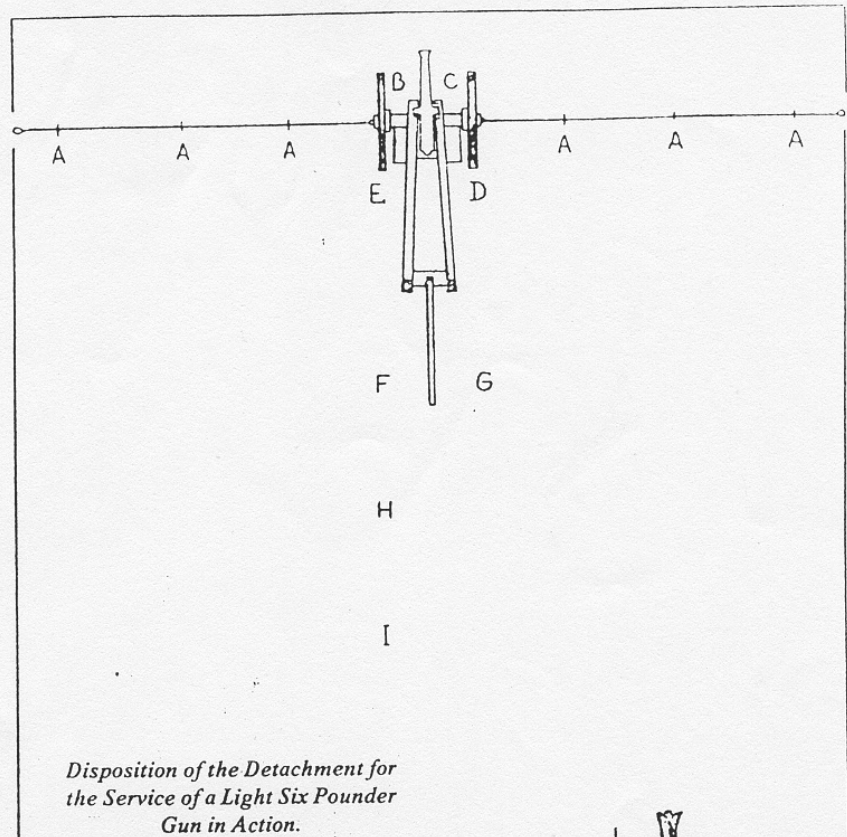 B C
A A A A A A
E D
F G
H
I
Disposition of the Detachment for
the Service of a Light Six Pounder
Gun in Action.